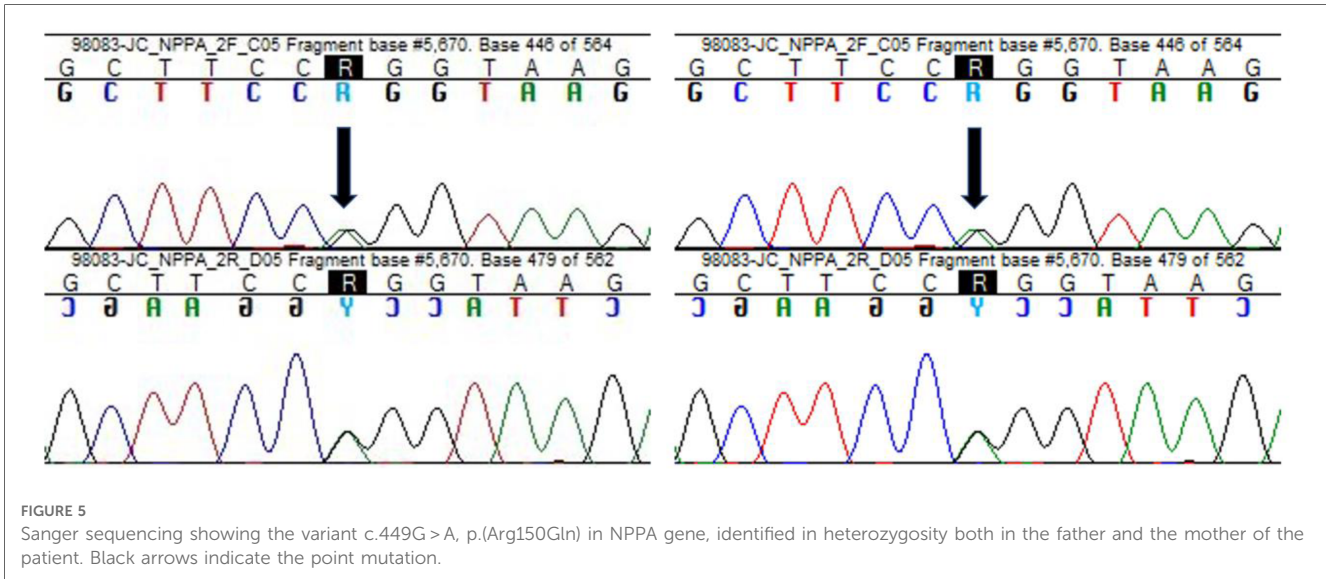 98083-JC_NPPA_2F_C05 Fragment base #5,670. Base 446 of 564
G C T T C C R G G T A A G
G C T T C C R G G T A A G
98083-JC_NPPA_2R_D05 Fragment base #5,670. Base 479 of 562
G C T T C C R G G T A A G
C G A A G G Y C C A T T C
98083-JC_NPPA_2F_C05 Fragment base #5,670. Base 446 of 564
G C T T C C R G G T A A G
G C T T C C R G G T A A G
98083-JC_NPPA_2R_D05 Fragment base #5,670. Base 479 of 562
G C T T C C R G G T A A G
C G A A G G Y C C A T T C
FIGURE 5
Sanger sequencing showing the variant c.449G > A, p.(Arg150Gln) in NPPA gene, identified in heterozygosity both in the father and the mother of the
patient. Black arrows indicate the point mutation.